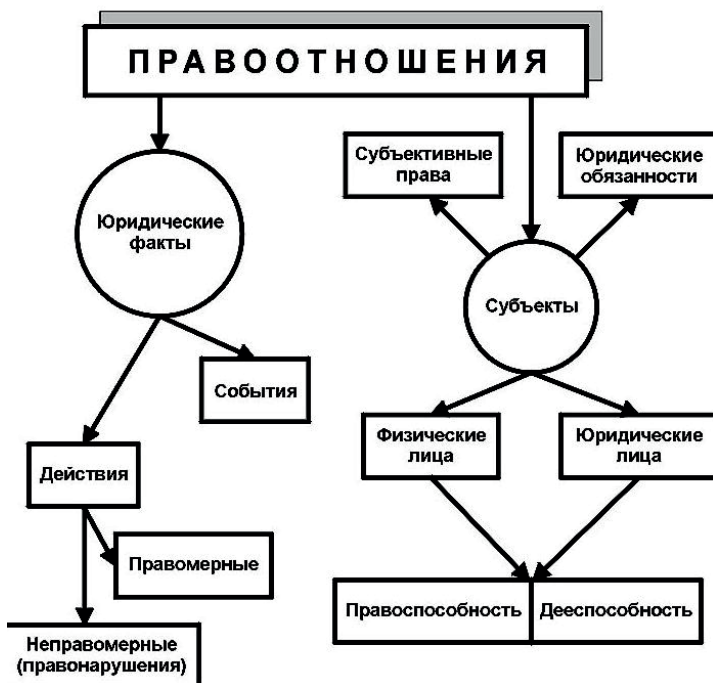 ПРАВООТНОШЕНИЯ
Субъективные
права
Юридические
обязанности
Юридические
факты
Субъекты
События
Физические
лица
Юридические
лица
Действия
Правомерные
Правоспособность
Дееспособность
Неправомерные
(правонарушения)